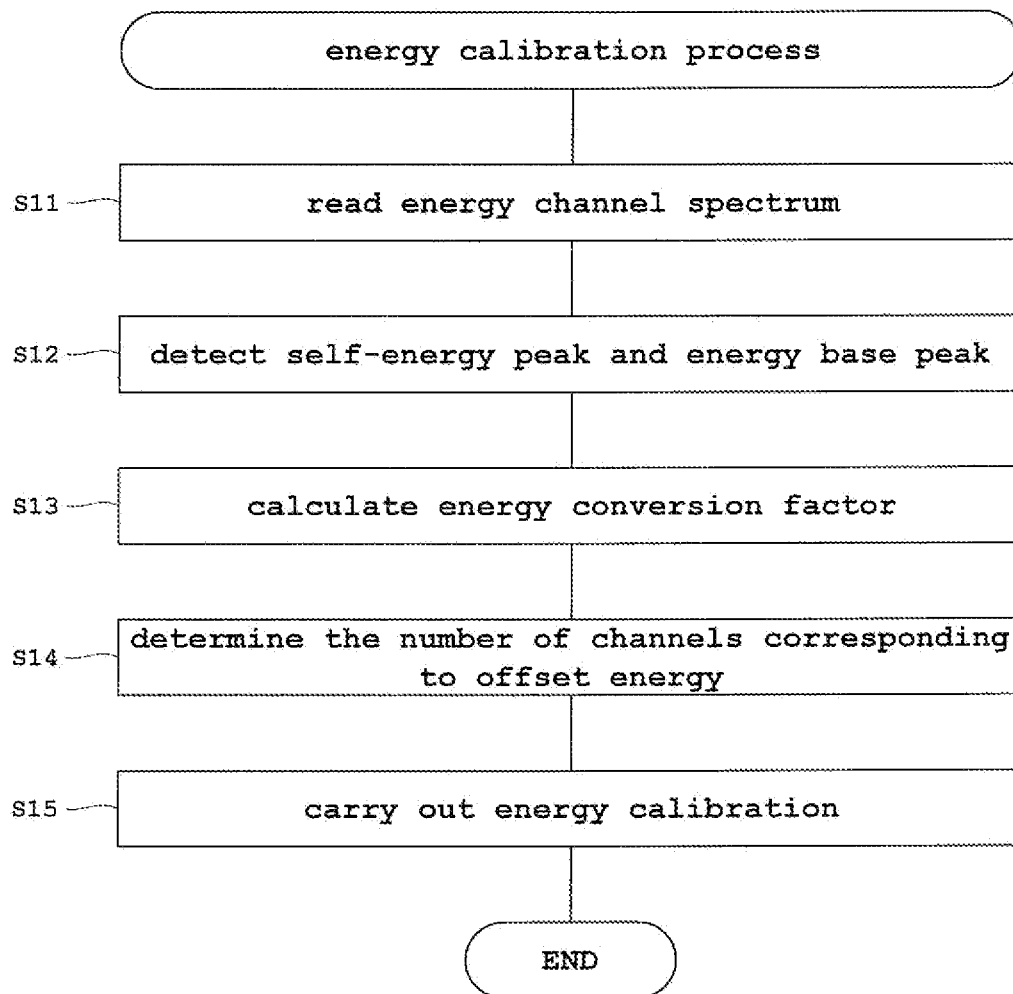 energy calibration process
S11 read energy channel spectrum
S12 detect self-energy peak and energy base peak
S13 calculate energy conversion factor
S14 determine the number of channels corresponding
to offset energy
S15 carry out energy calibration
END